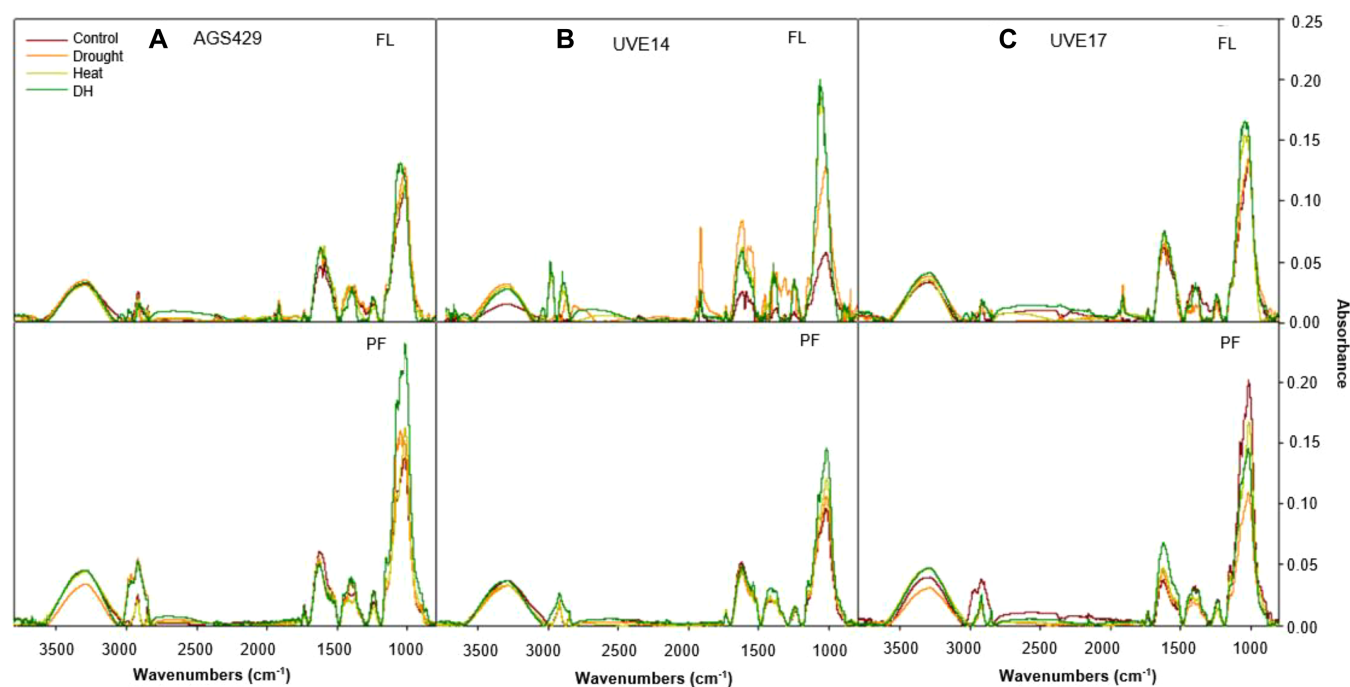 A AGS429 FL
Control
Drought
Heat
DH
B UVE14 FL
C UVE17 FL
0.25
0.20
0.15
0.10
0.05
0.00
PF
PF
PF
0.20
0.15
0.10
0.05
0.00
Absorbance
3500 3000 2500 2000 1500 1000
3500 3000 2500 2000 1500 1000
3500 3000 2500 2000 1500 1000
Wavenumbers (cm⁻¹)
Wavenumbers (cm⁻¹)
Wavenumbers (cm⁻¹)